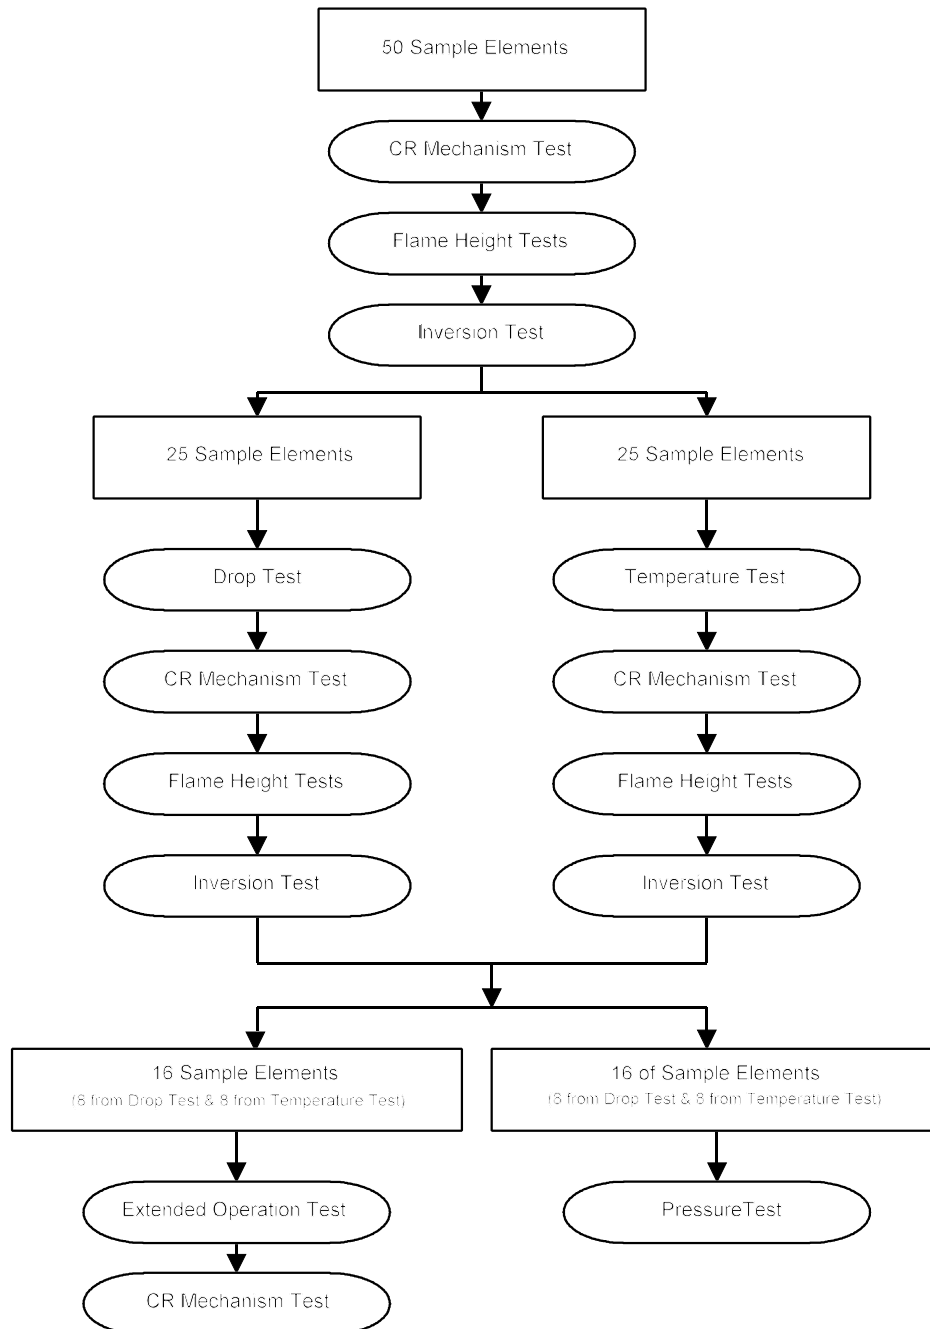 50 Sample Elements
CR Mechanism Test
Flame Height Tests
Inversion Test
25 Sample Elements
25 Sample Elements
Drop Test
Temperature Test
CR Mechanism Test
CR Mechanism Test
Flame Height Tests
Flame Height Tests
Inversion Test
Inversion Test
16 Sample Elements
(8 from Drop Test & 8 from Temperature Test)
16 of Sample Elements
(6 from Drop Test & 8 from Temperature Test)
Extended Operation Test
PressureTest
CR Mechanism Test